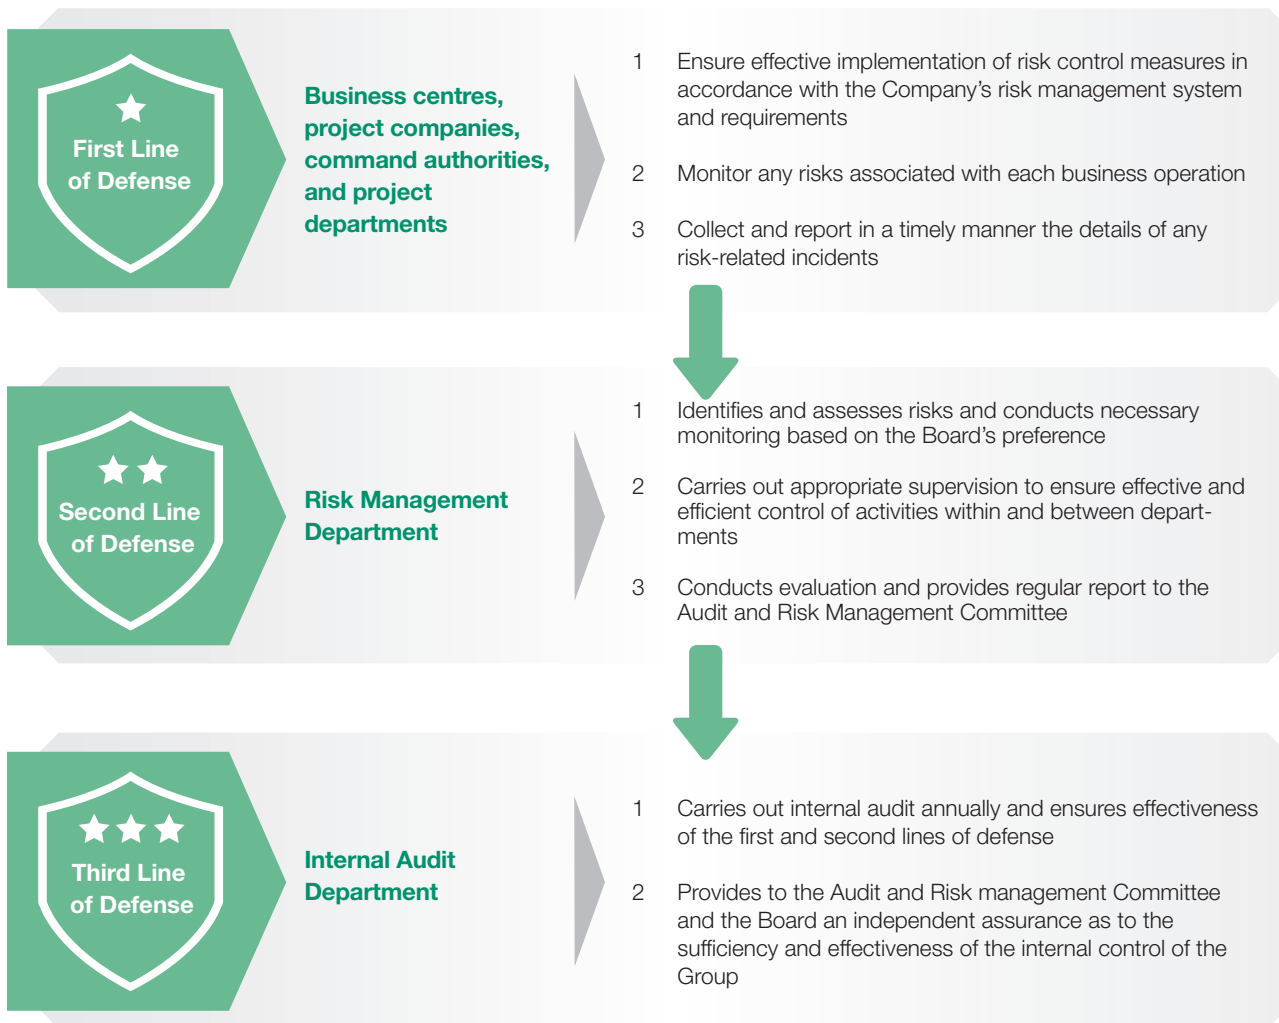 First Line
of Defense
Business centres,
project companies,
command authorities,
and project
departments
1 Ensure effective implementation of risk control measures in
accordance with the Company’s risk management system
and requirements
2 Monitor any risks associated with each business operation
3 Collect and report in a timely manner the details of any
risk-related incidents
Second Line
of Defense
Risk Management
Department
1 Identifies and assesses risks and conducts necessary
monitoring based on the Board’s preference
2 Carries out appropriate supervision to ensure effective and
efficient control of activities within and between depart-
ments
3 Conducts evaluation and provides regular report to the
Audit and Risk Management Committee
Third Line
of Defense
Internal Audit
Department
1 Carries out internal audit annually and ensures effectiveness
of the first and second lines of defense
2 Provides to the Audit and Risk management Committee
and the Board an independent assurance as to the
sufficiency and effectiveness of the internal control of the
Group